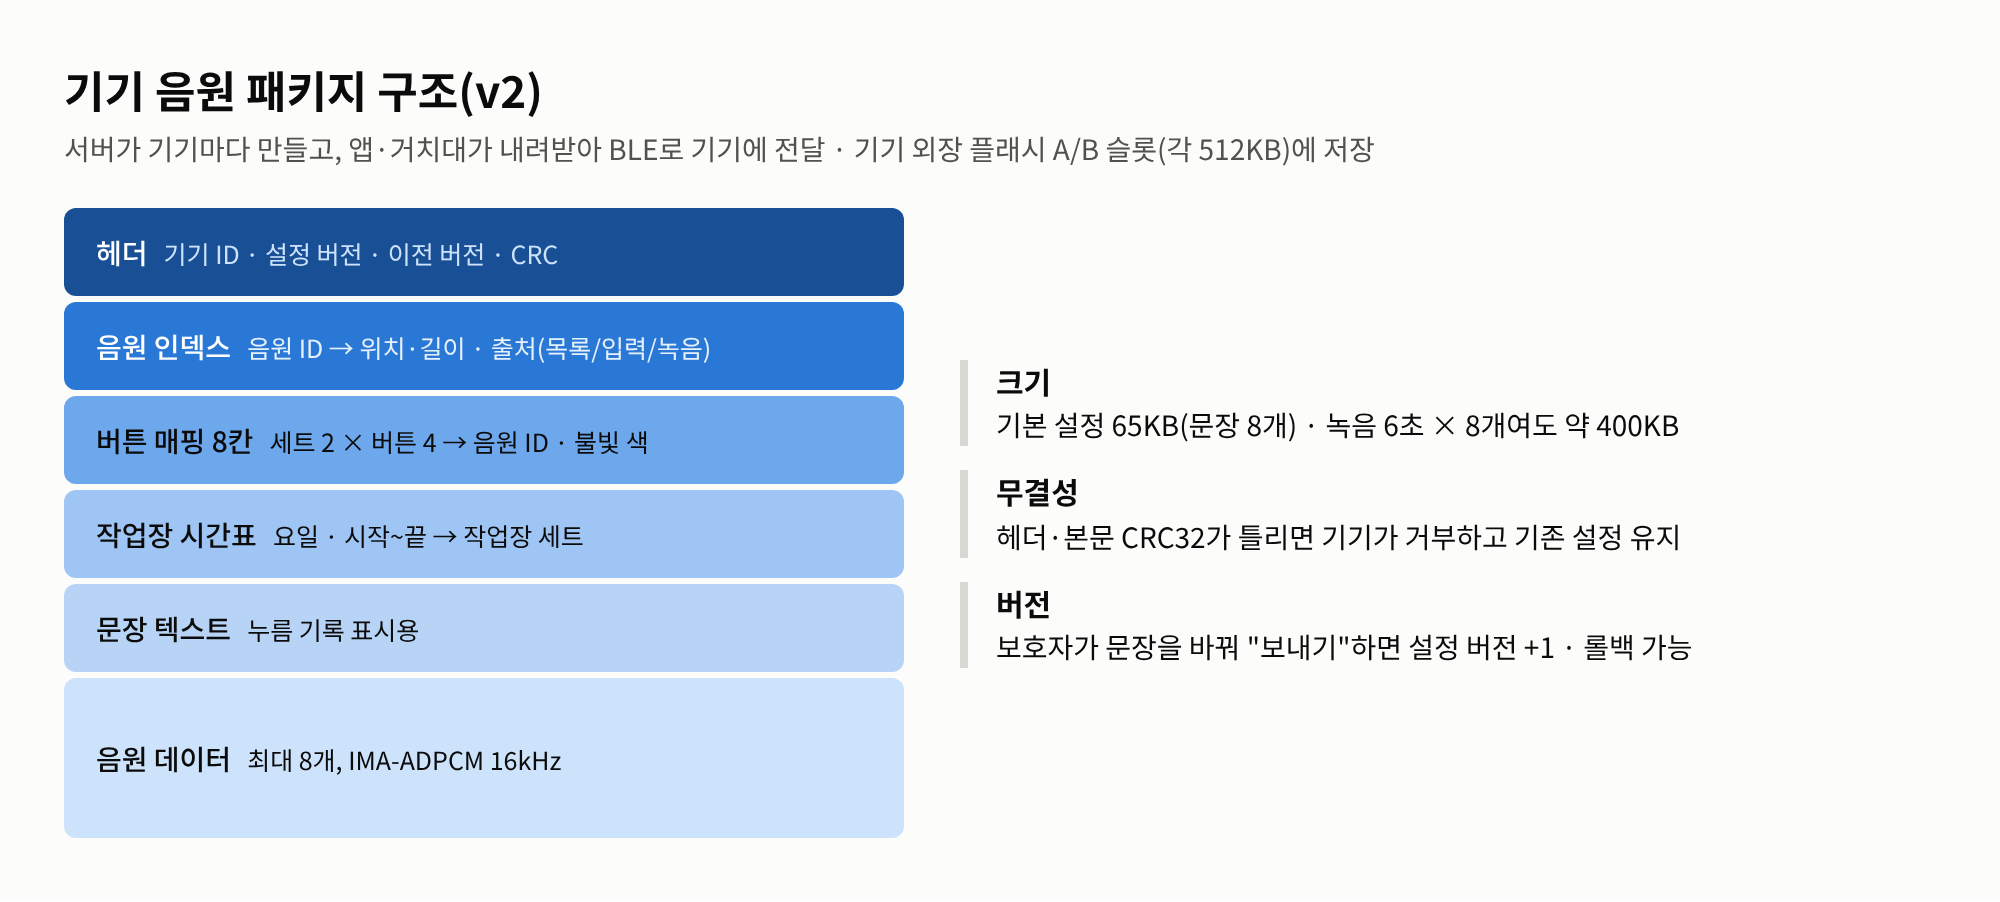 기기 음원 패키지 구조(v2)
서버가 기기마다 만들고, 앱·거치대가 내려받아 BLE로 기기에 전달 · 기기 외장 플래시 A/B 슬롯(각 512KB)에 저장
헤더 기기 ID · 설정 버전 · 이전 버전 · CRC
음원 인덱스 음원 ID → 위치·길이 · 출처(목록/입력/녹음)
버튼 매핑 8칸 세트 2 × 버튼 4 → 음원 ID · 불빛 색
작업장 시간표 요일 · 시작~끝 → 작업장 세트
문장 텍스트 누름 기록 표시용
음원 데이터 최대 8개, IMA-ADPCM 16kHz
크기
기본 설정 65KB(문장 8개) · 녹음 6초 × 8개여도 약 400KB
무결성
헤더·본문 CRC32가 틀리면 기기가 거부하고 기존 설정 유지
버전
보호자가 문장을 바꿔 "보내기"하면 설정 버전 +1 · 롤백 가능